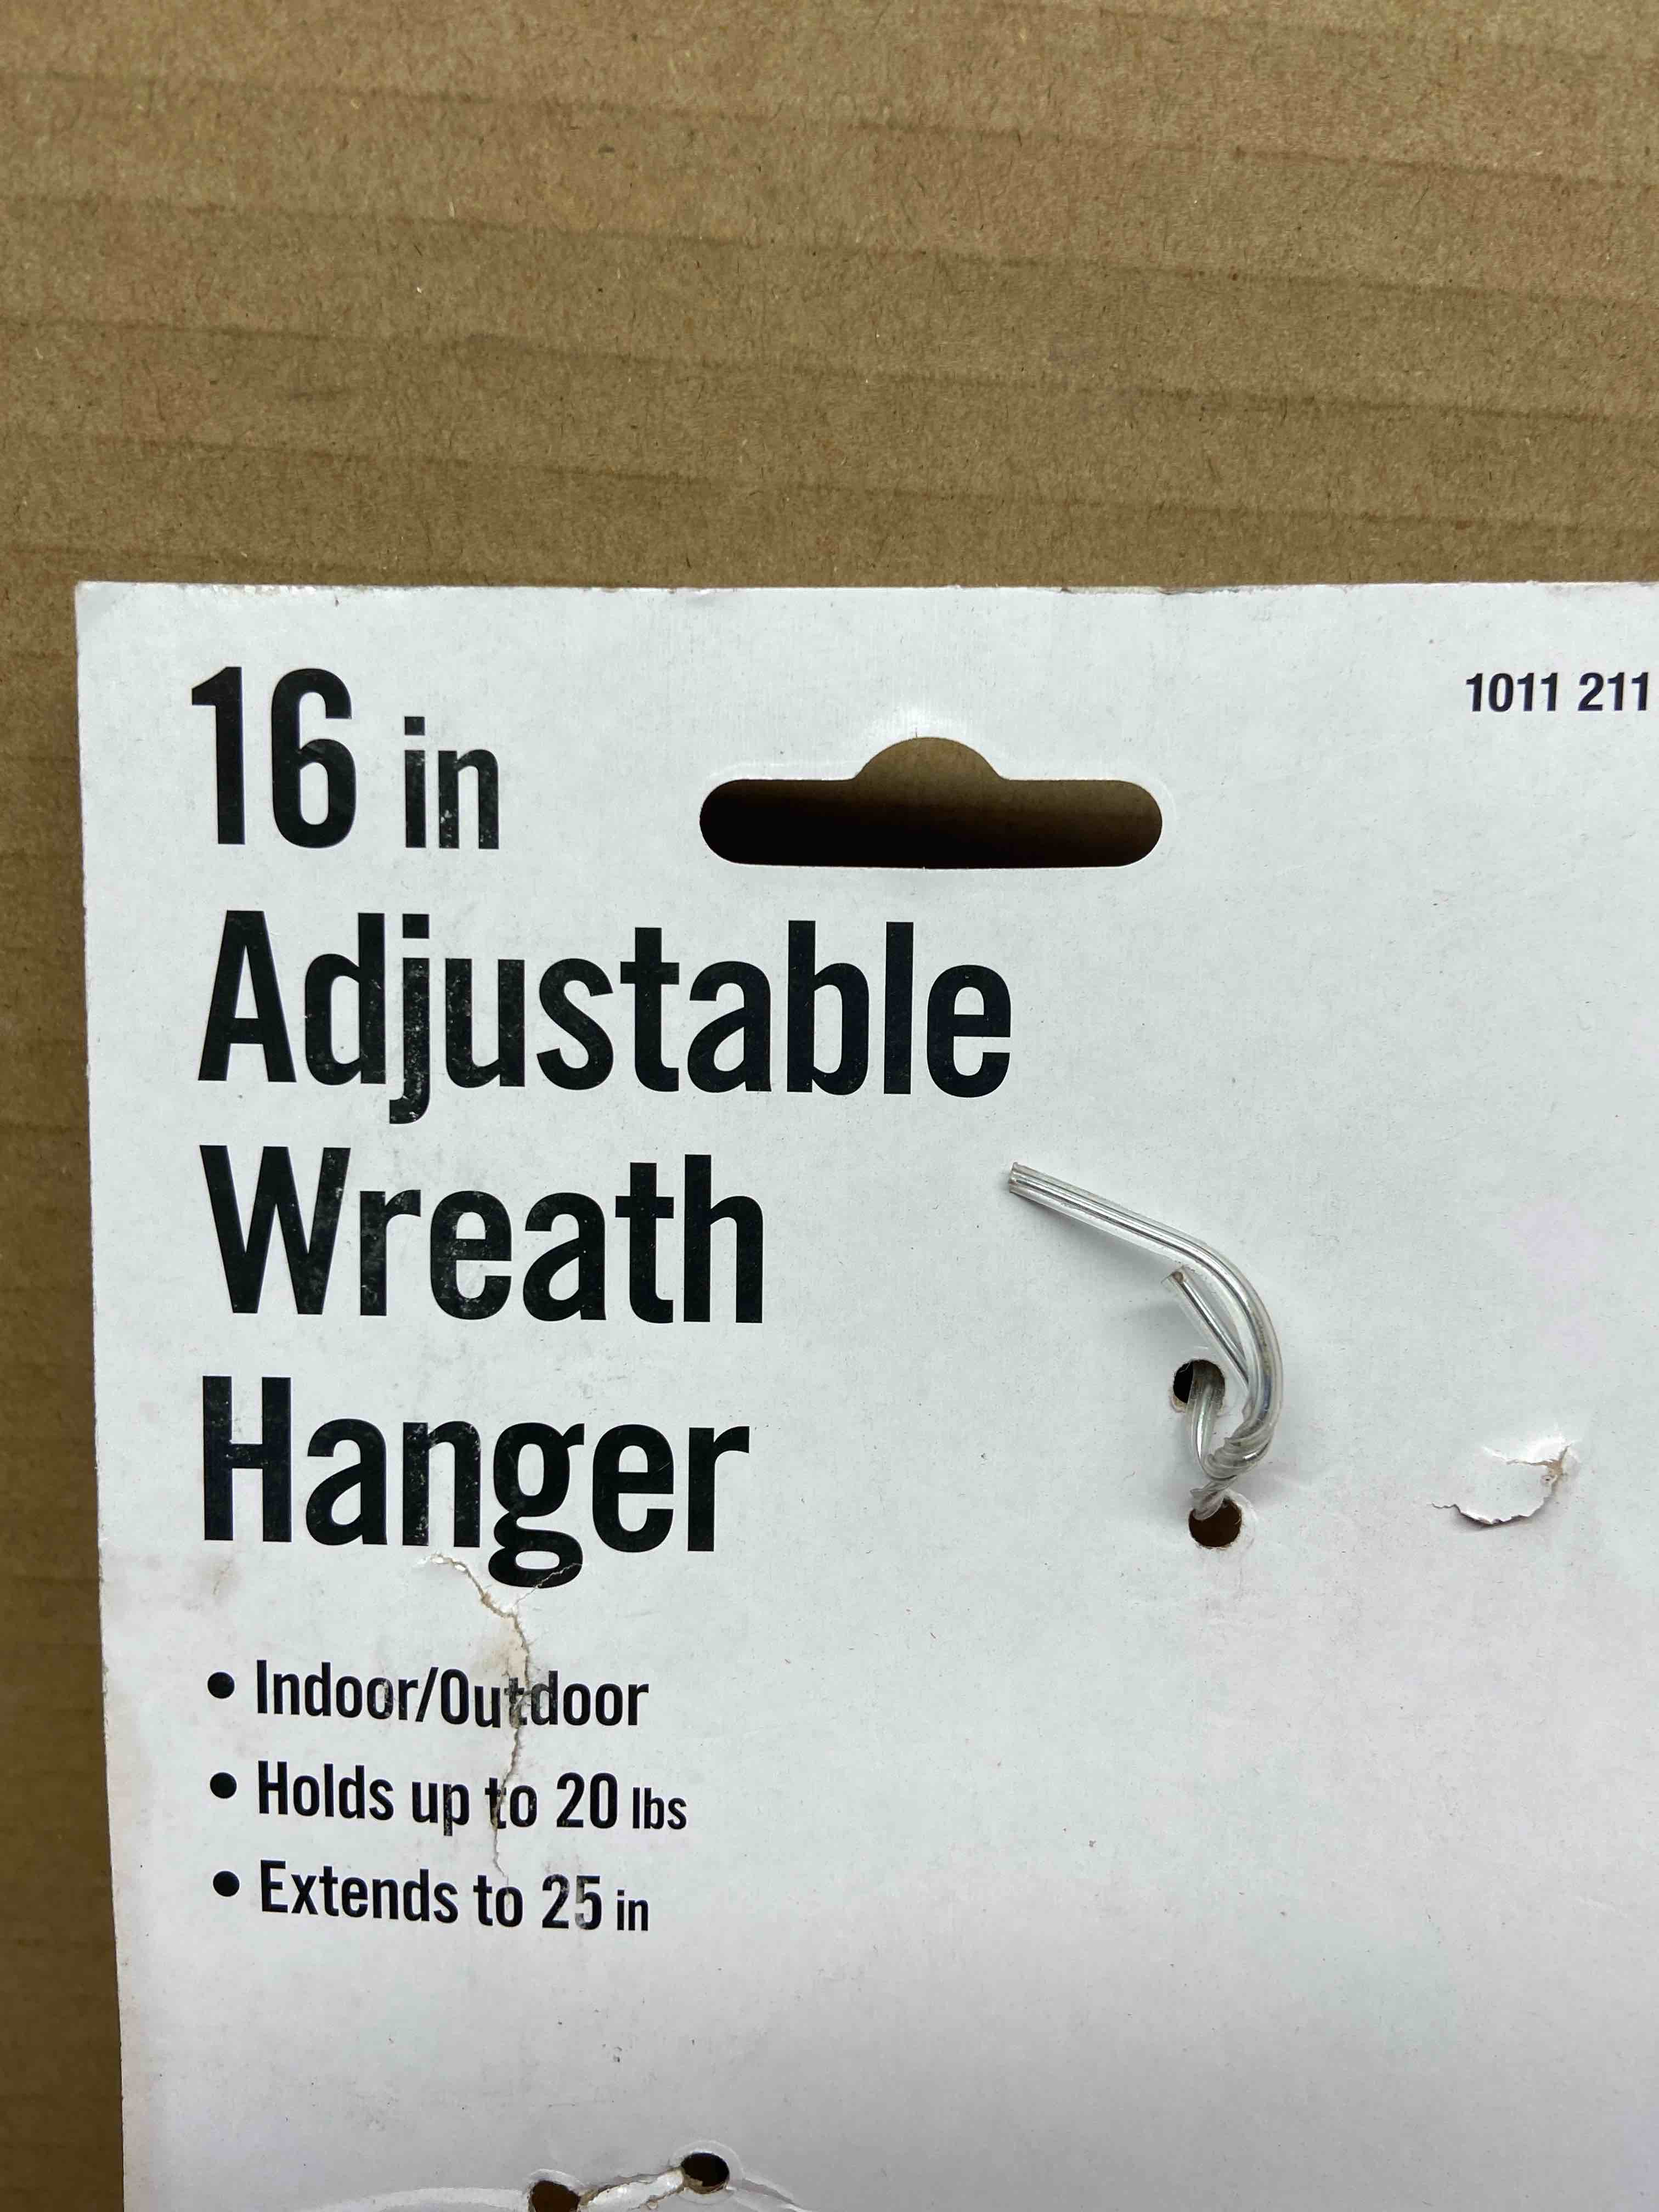 16 in
1011 211
Adjustable
Wreath
Hanger
• Indoor/Outdoor
• Holds up to 20 lbs
• Extends to 25 in